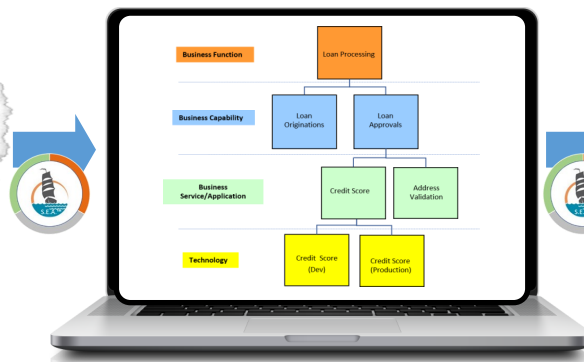 Business Function
Loan Processing
Business Capability
Loan
Originations
Loan
Approvals
Business
Service/Application
Credit Score
Address
Validation
Technology
Credit Score
(Dev)
Credit Score
(Production)
S.E.A.
S.E.A.